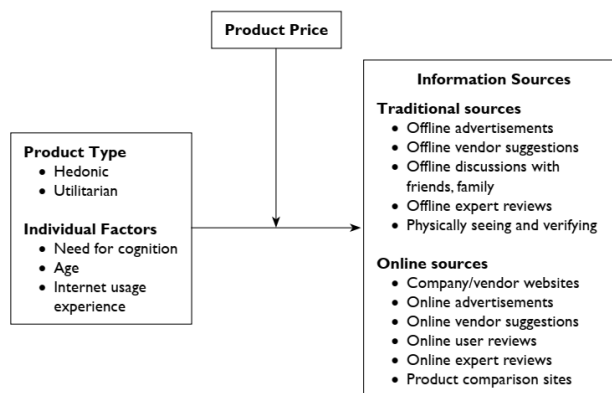 Product Price
Product Type
• Hedonic
• Utilitarian
Individual Factors
• Need for cognition
• Age
• Internet usage
experience
Information Sources
Traditional sources
• Offline advertisements
• Offline vendor suggestions
• Offline discussions with
friends, family
• Offline expert reviews
• Physically seeing and verifying
Online sources
• Company/vendor websites
• Online advertisements
• Online vendor suggestions
• Online user reviews
• Online expert reviews
• Product comparison sites